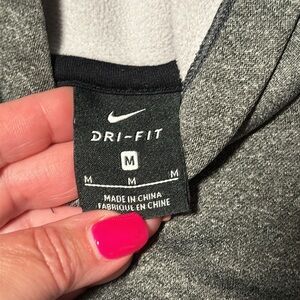 DRI-FIT
M
M M M
MADE IN CHINA
FABRIQUÉ EN CHINE